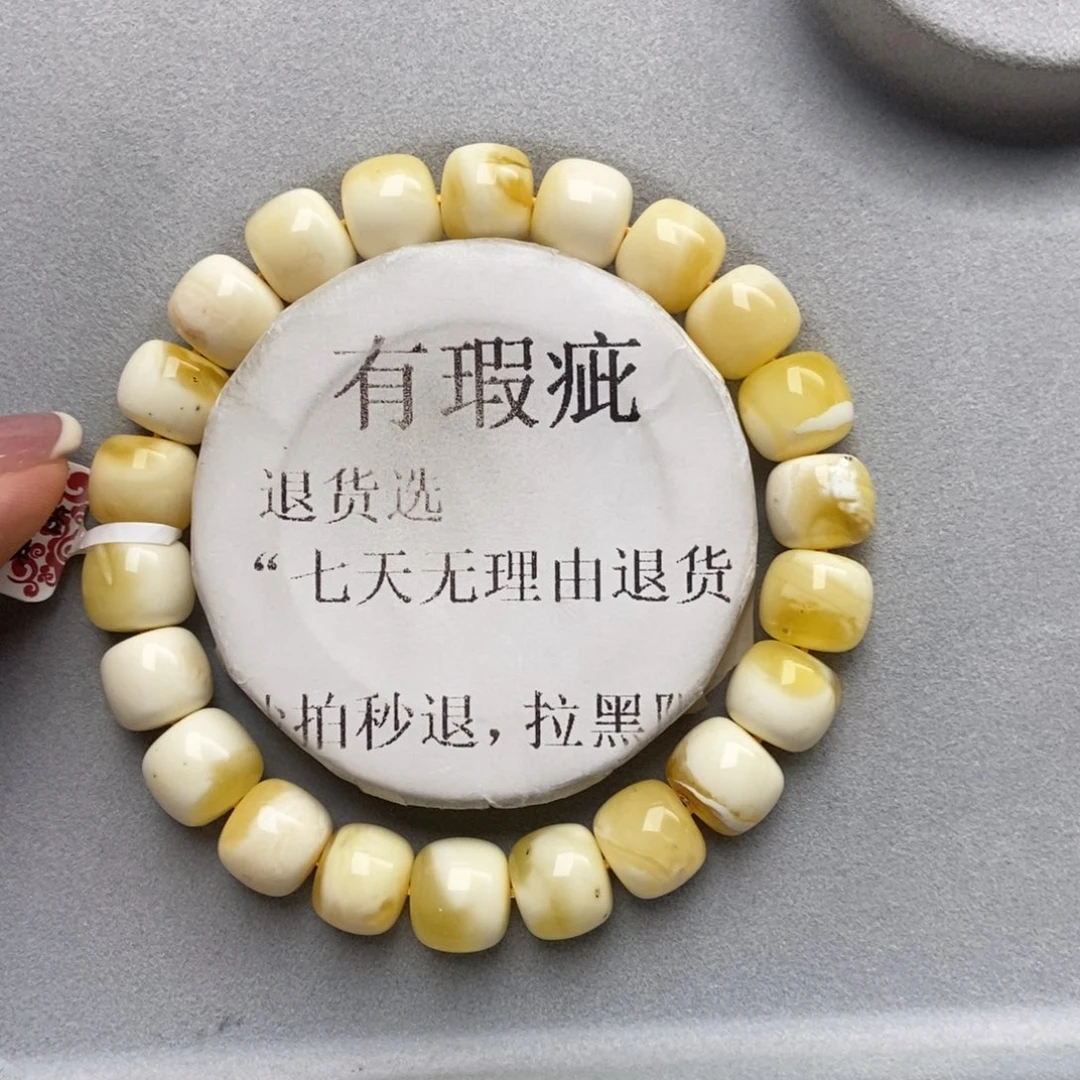 有瑕疵
退货选
“七天无理由退货
拍秒退，拉黑